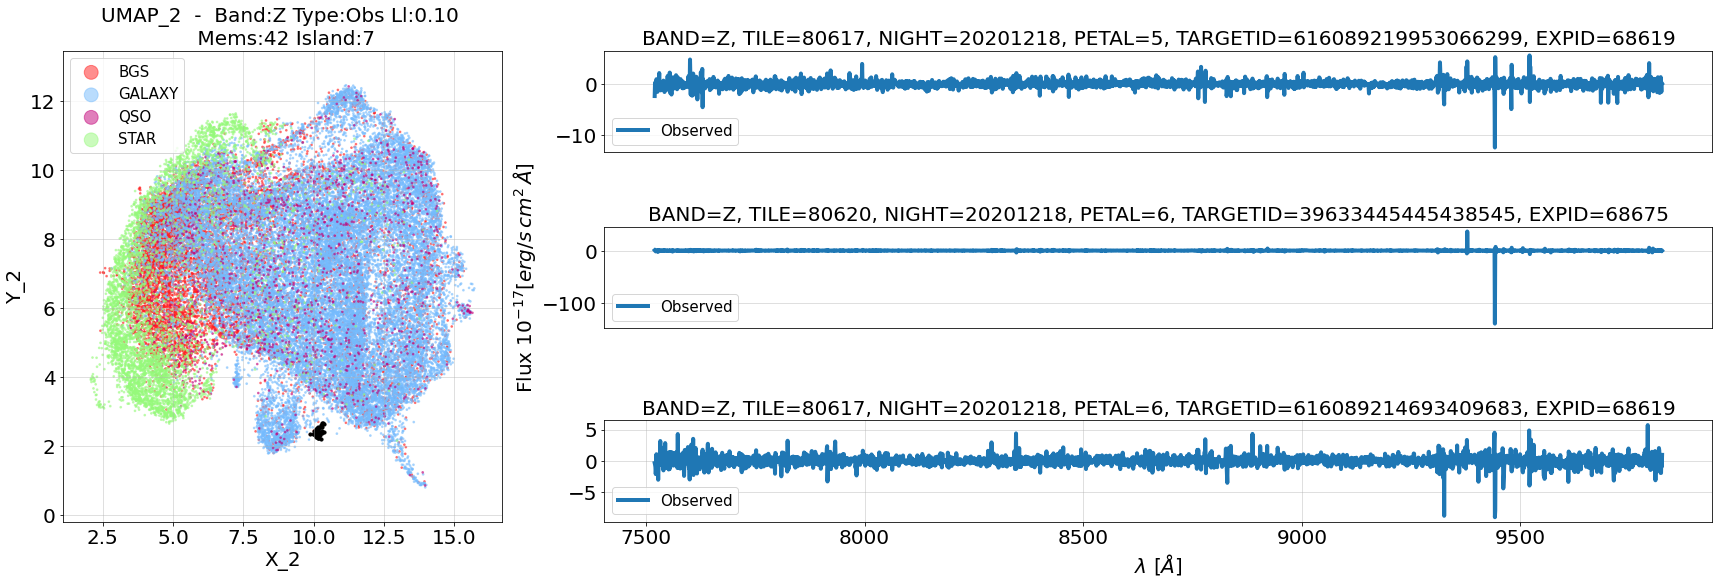 UMAP_2 - Band:Z Type:Obs Ll:0.10
Mems:42 Island:7
BGS
GALAXY
QSO
STAR
12
10
8
6
4
2
0
Y_2
2.5 5.0 7.5 10.0 12.5 15.0
X_2
Flux 10⁻¹⁷[erg/s cm² Å]
BAND=Z, TILE=80617, NIGHT=20201218, PETAL=5, TARGETID=616089219953066299, EXPID=68619
0
−10
Observed
BAND=Z, TILE=80620, NIGHT=20201218, PETAL=6, TARGETID=39633445445438545, EXPID=68675
0
−100
Observed
BAND=Z, TILE=80617, NIGHT=20201218, PETAL=6, TARGETID=616089214693409683, EXPID=68619
5
0
−5
Observed
7500 8000 8500 9000 9500
λ [Å]